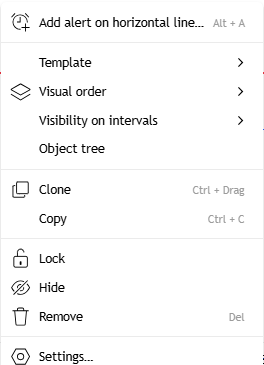 Add alert on horizontal line... Alt + A
Template
Visual order
Visibility on intervals
Object tree
Clone Ctrl + Drag
Copy Ctrl + C
Lock
Hide
Remove Del
Settings...